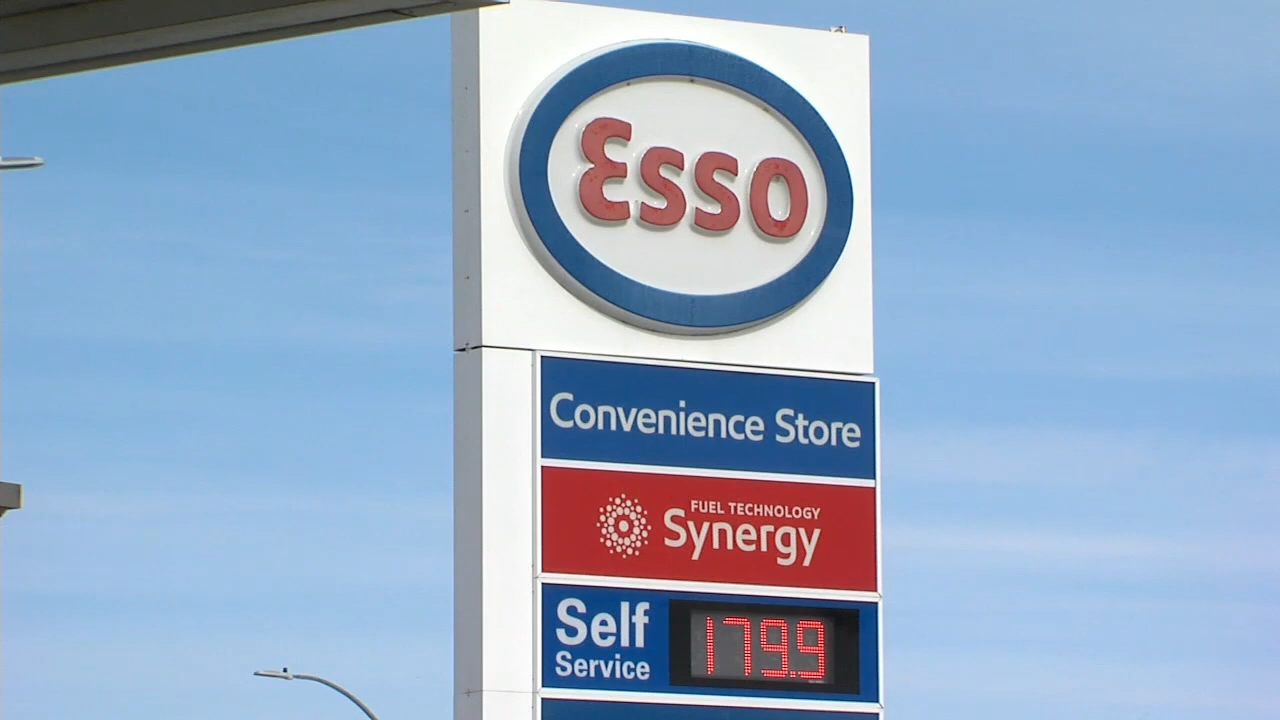 Esso
Convenience Store
FUEL TECHNOLOGY
Synergy
Self
Service
179.9